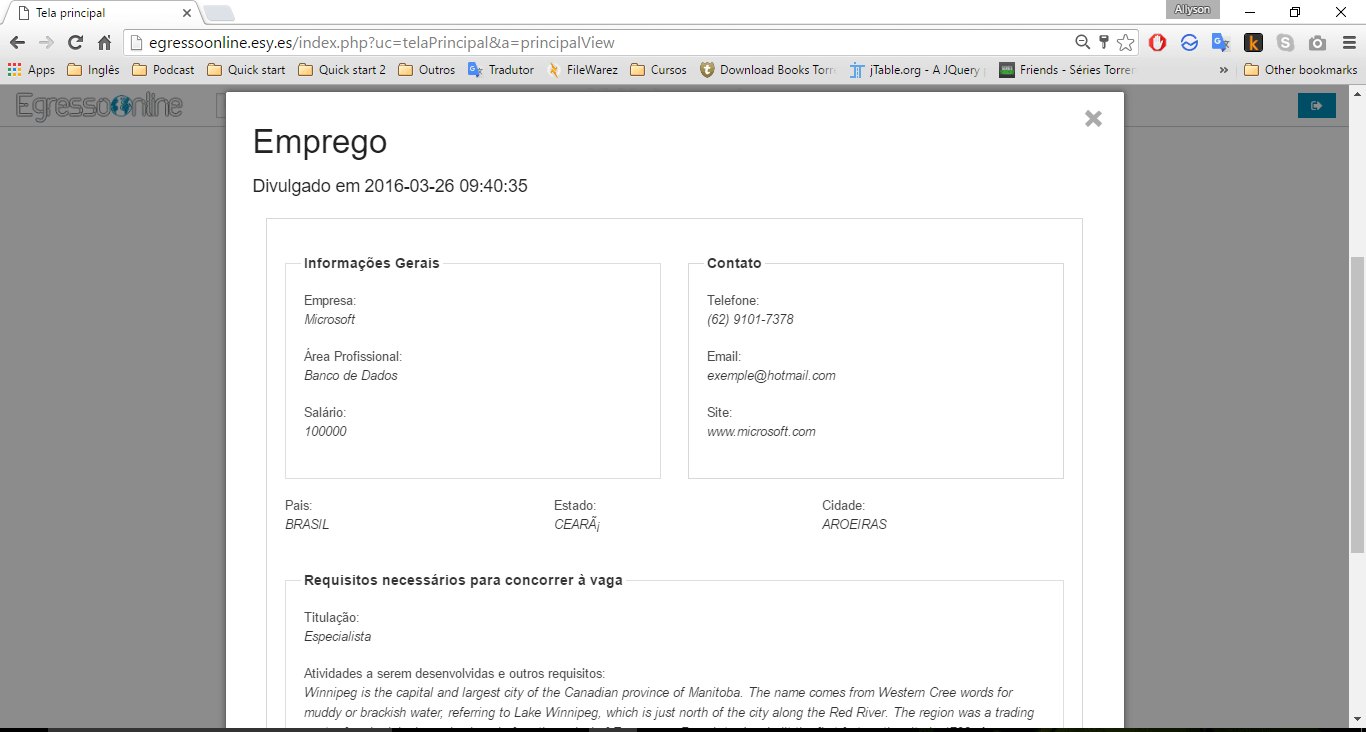 Tela principal
Allyson
egressoonline.esy.es/index.php?uc=telaPrincipal&a=principalView
Apps Inglês Podcast Quick start Quick start 2 Outros Tradutor FileWarez Cursos Download Books Torr jTable.org - A JQuery Friends - Séries Torrer » Other bookmarks
EgressoOnline
Emprego
Divulgado em 2016-03-26 09:40:35
Informações Gerais
Empresa:
Microsoft
Área Profissional:
Banco de Dados
Salário:
100000
Contato
Telefone:
(62) 9101-7378
Email:
exemple@hotmail.com
Site:
www.microsoft.com
Pais:
BRASIL
Estado:
CEARÃ¡
Cidade:
AROEIRAS
Requisitos necessários para concorrer à vaga
Titulação:
Especialista
Atividades a serem desenvolvidas e outros requisitos:
Winnipeg is the capital and largest city of the Canadian province of Manitoba. The name comes from Western Cree words for
muddy or brackish water, referring to Lake Winnipeg, which is just north of the city along the Red River. The region was a trading